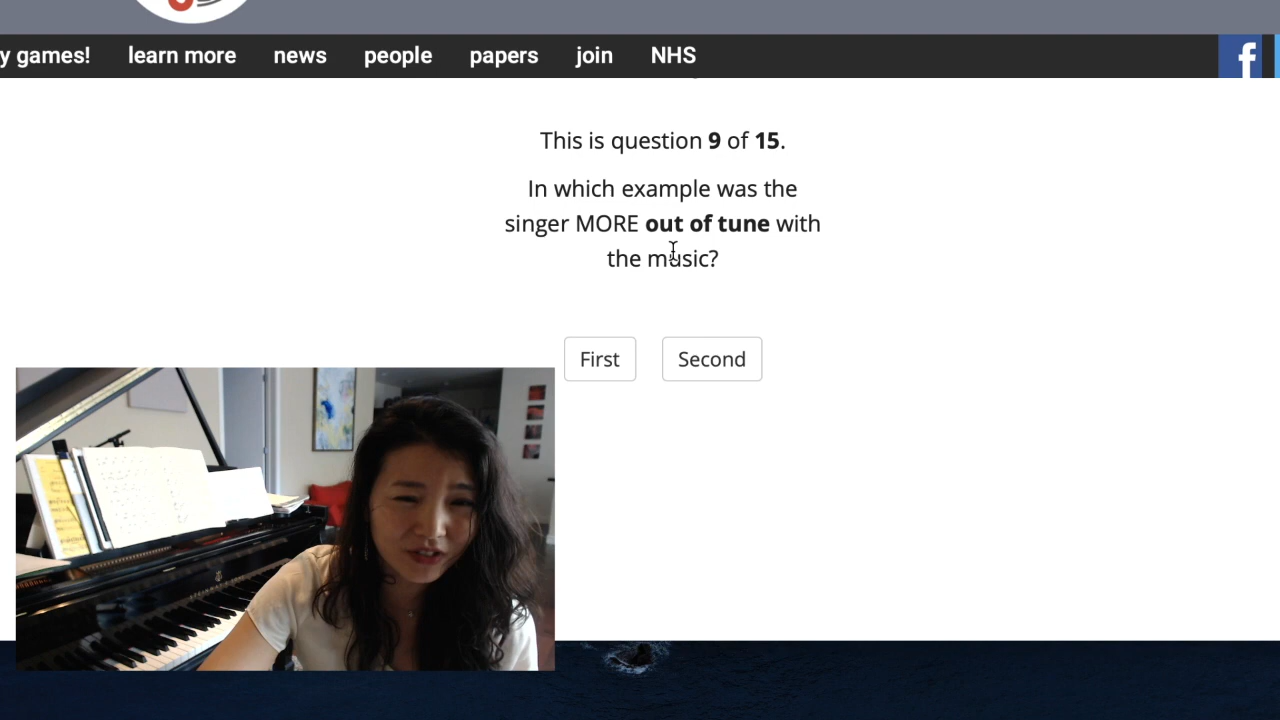 y games! learn more news people papers join NHS
This is question 9 of 15.
In which example was the
singer MORE out of tune with
the music?
First Second